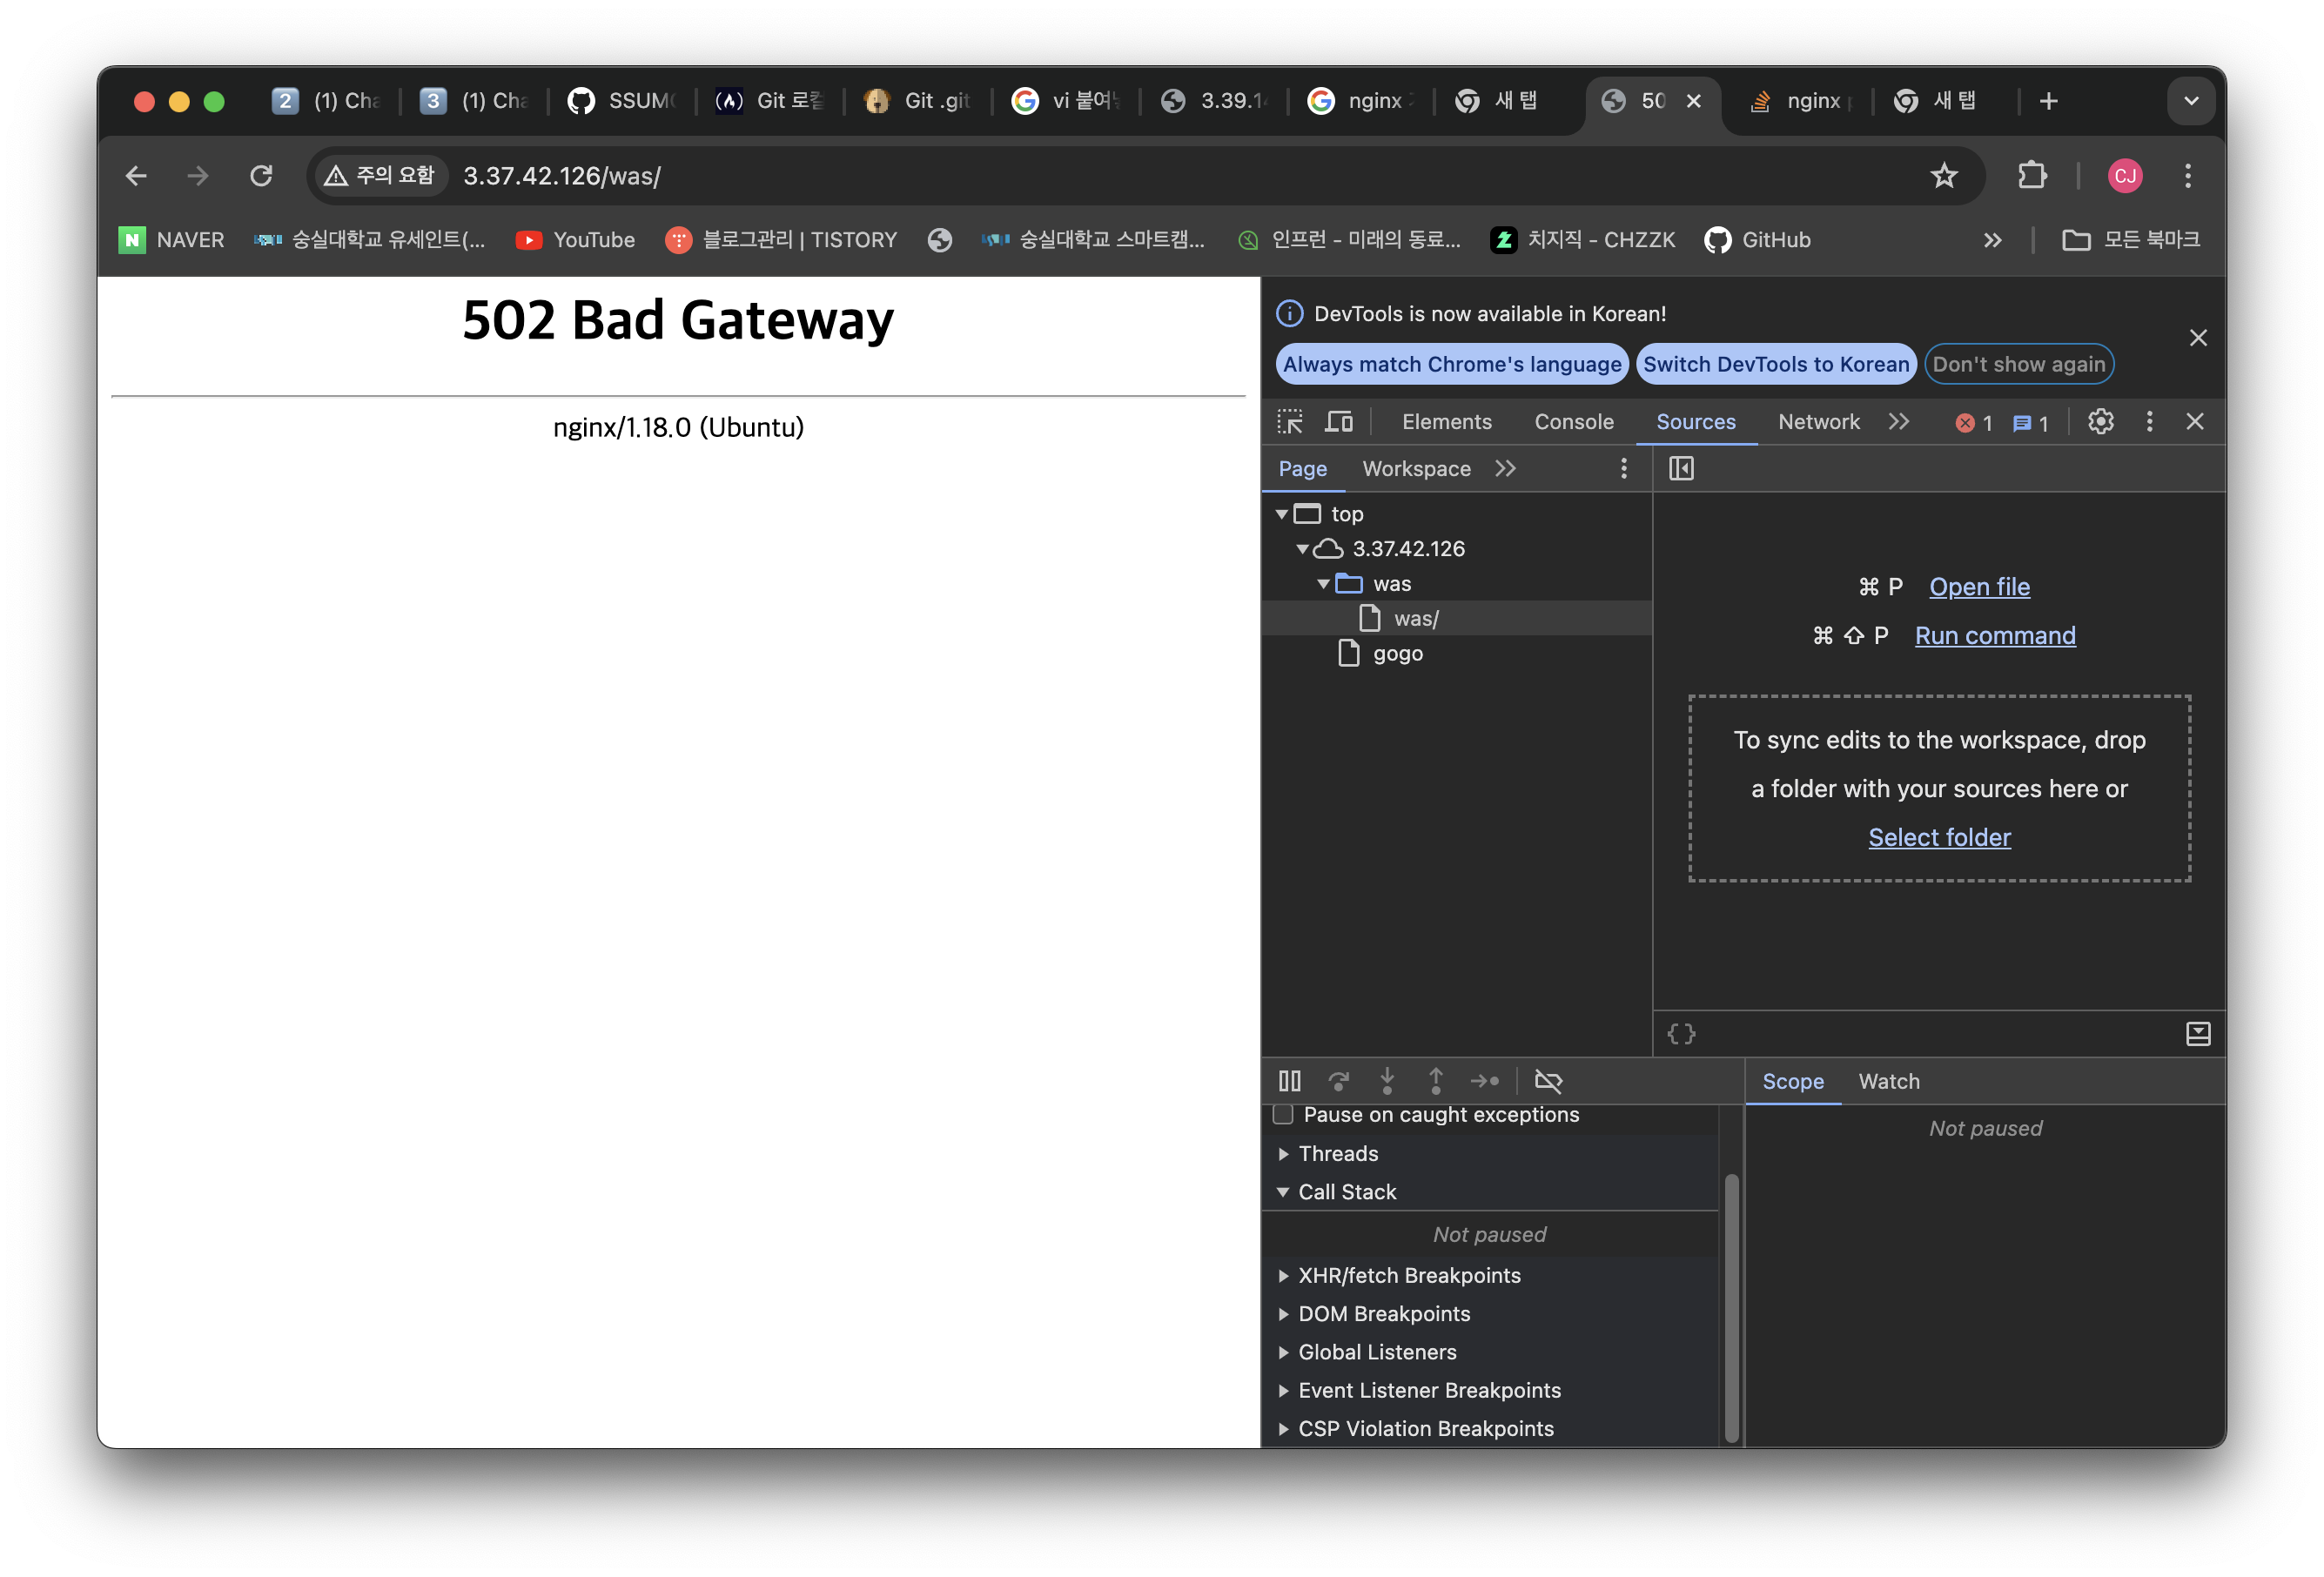 2 (1) Cha
3 (1) Cha
SSUM
Git 로컬
Git .git
vi 붙여
3.39.14
nginx
새 탭
50
nginx p
새 탭
주의 요함 3.37.42.126/was/
CJ
NAVER
숭실대학교 유세인트(...
YouTube
블로그관리 | TISTORY
숭실대학교 스마트캠...
인프런 - 미래의 동료...
치지직 - CHZZK
GitHub
모든 북마크
502 Bad Gateway
nginx/1.18.0 (Ubuntu)
DevTools is now available in Korean!
Always match Chrome's language Switch DevTools to Korean Don't show again
Elements Console Sources Network 1 1
Page Workspace
top
3.37.42.126
was
was/
gogo
⌘ P Open file
⌘ ⇧ P Run command
To sync edits to the workspace, drop
a folder with your sources here or
Select folder
{}
Pause on caught exceptions
Threads
Call Stack
Not paused
XHR/fetch Breakpoints
DOM Breakpoints
Global Listeners
Event Listener Breakpoints
CSP Violation Breakpoints
Scope Watch
Not paused